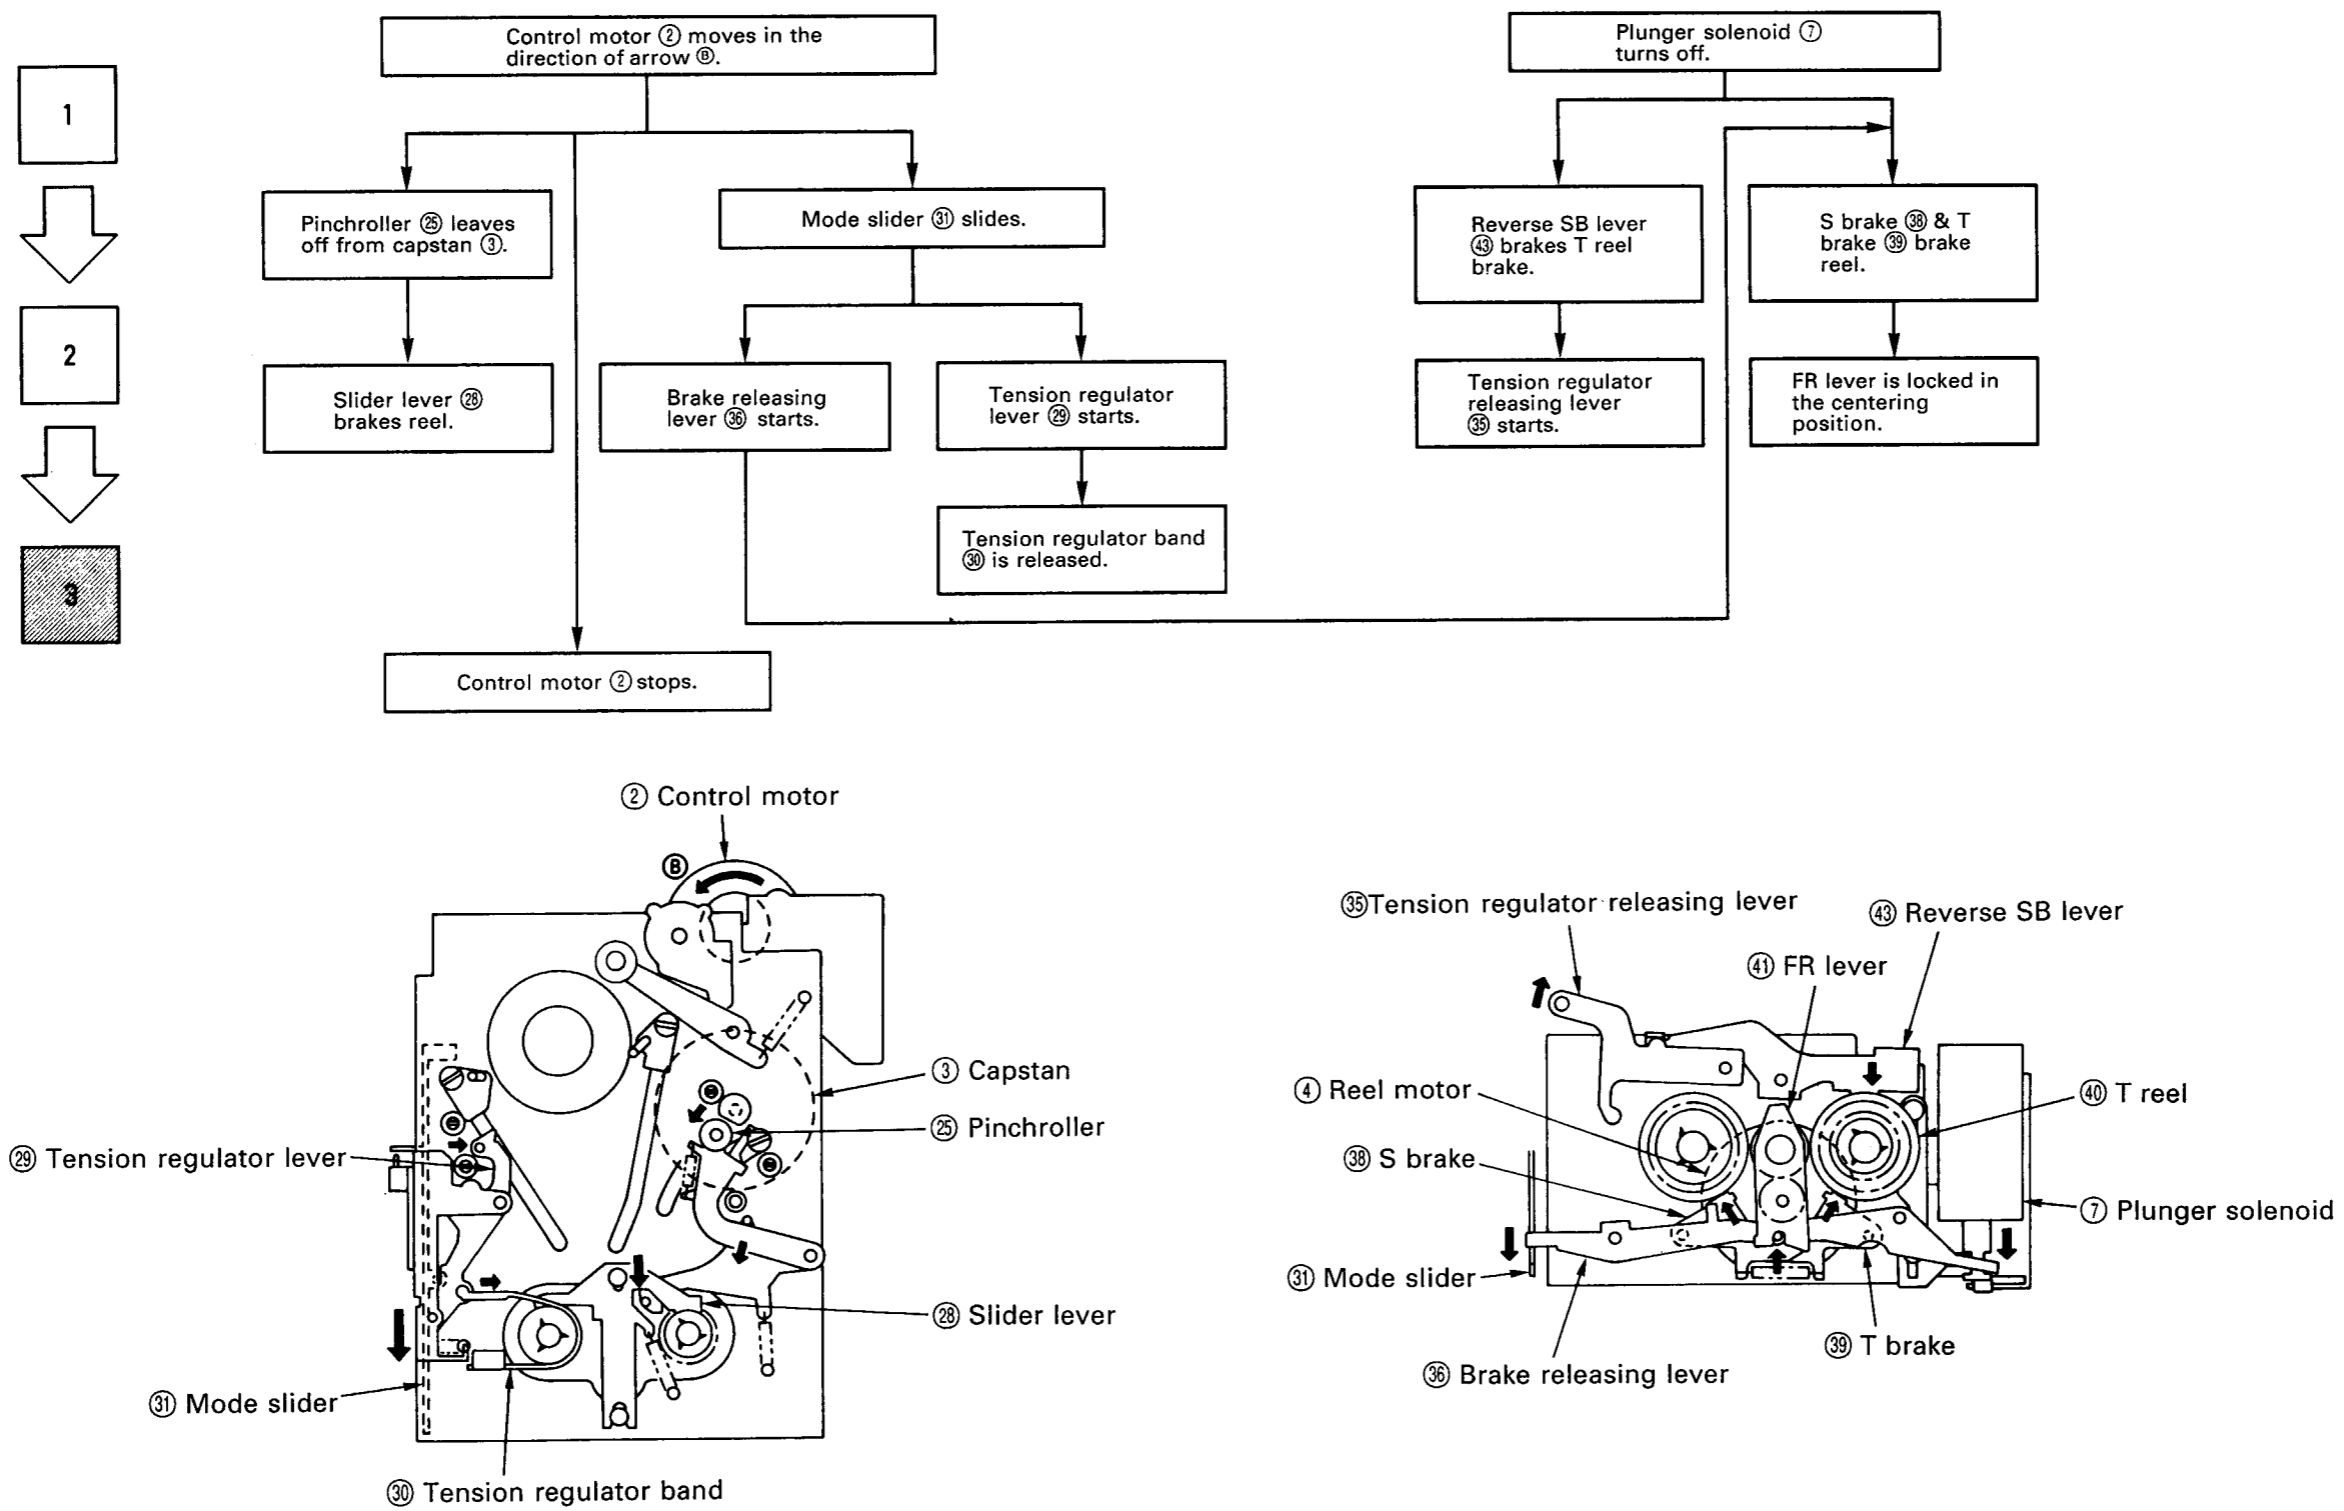 Control motor ② moves in the
direction of arrow Ⓑ.
Plunger solenoid ⑦
turns off.
1
Pinchroller ㉕ leaves
off from capstan ③.
Mode slider ㉛ slides.
Reverse SB lever
㊸ brakes T reel
brake.
S brake ㊳ & T
brake ㊴ brake
reel.
2
Slider lever ㉘
brakes reel.
Brake releasing
lever ㊱ starts.
Tension regulator
lever ㉙ starts.
Tension regulator
releasing lever
㉟ starts.
FR lever is locked in
the centering
position.
Tension regulator band
㉚ is released.
3
Control motor ② stops.
② Control motor
Ⓑ
③ Capstan
㉕ Pinchroller
㉙ Tension regulator lever
㉘ Slider lever
㉛ Mode slider
㉚ Tension regulator band
㉟ Tension regulator releasing lever
㊸ Reverse SB lever
㊶ FR lever
④ Reel motor
㊵ T reel
㊳ S brake
⑦ Plunger solenoid
㉛ Mode slider
㊴ T brake
㊱ Brake releasing lever